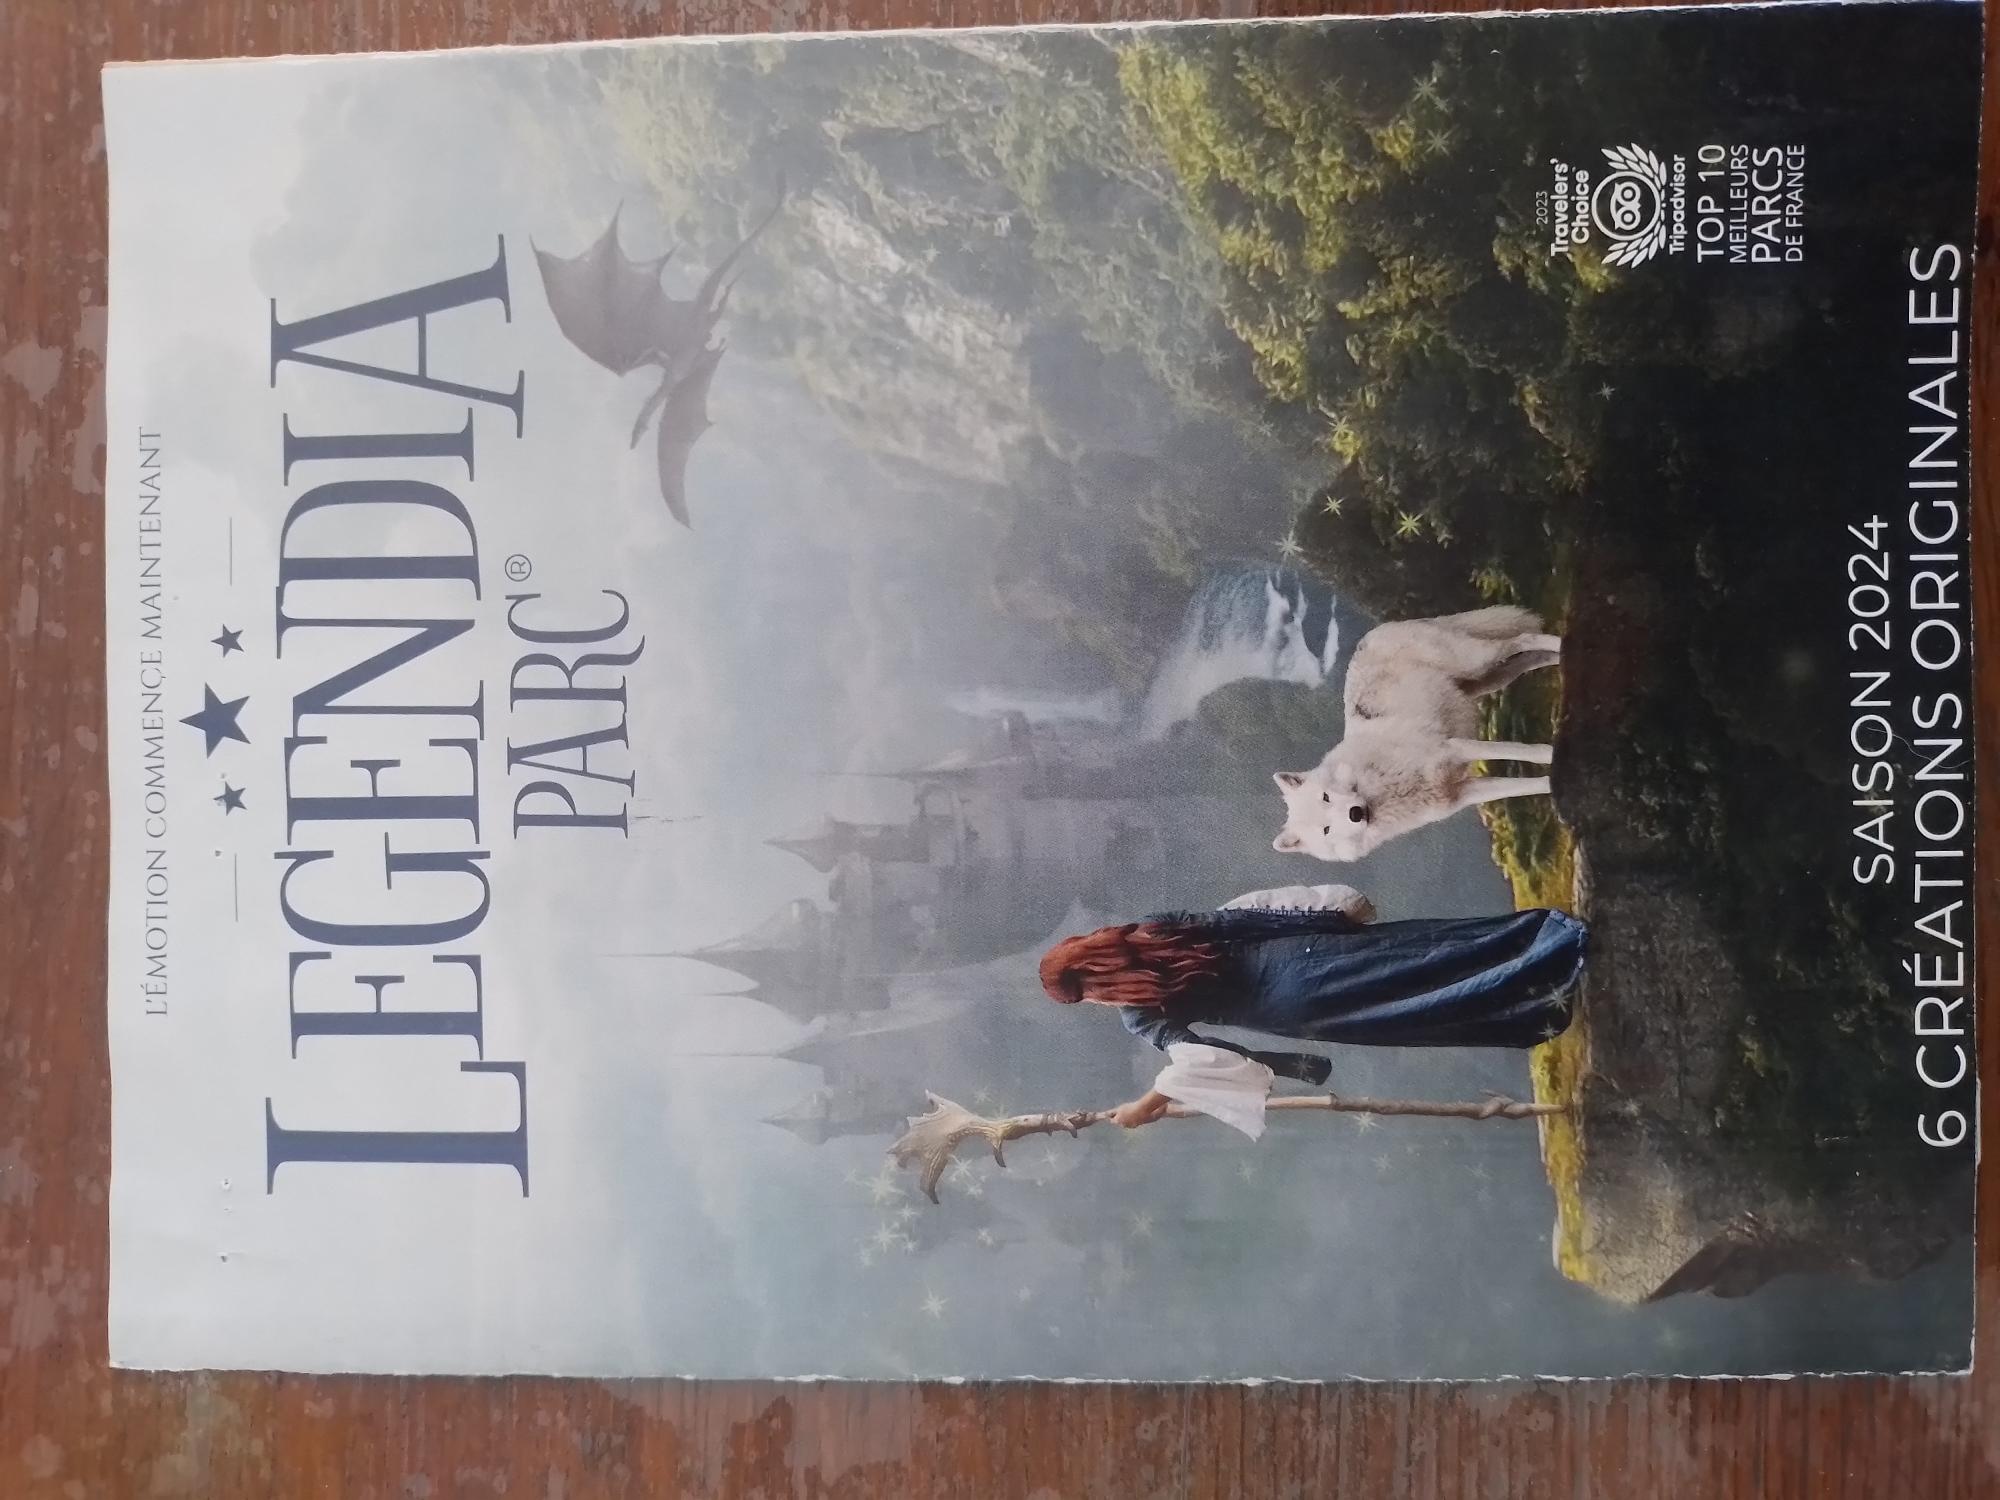 L'ÉMOTION COMMENÇE MAINTENANT
LEGENDIA
PARC®
2023
Travelers'
Choice
Tripadvisor
TOP 10
MEILLEURS
PARCS
DE FRANCE
SAISON 2024
6 CRÉATIONS ORIGINALES